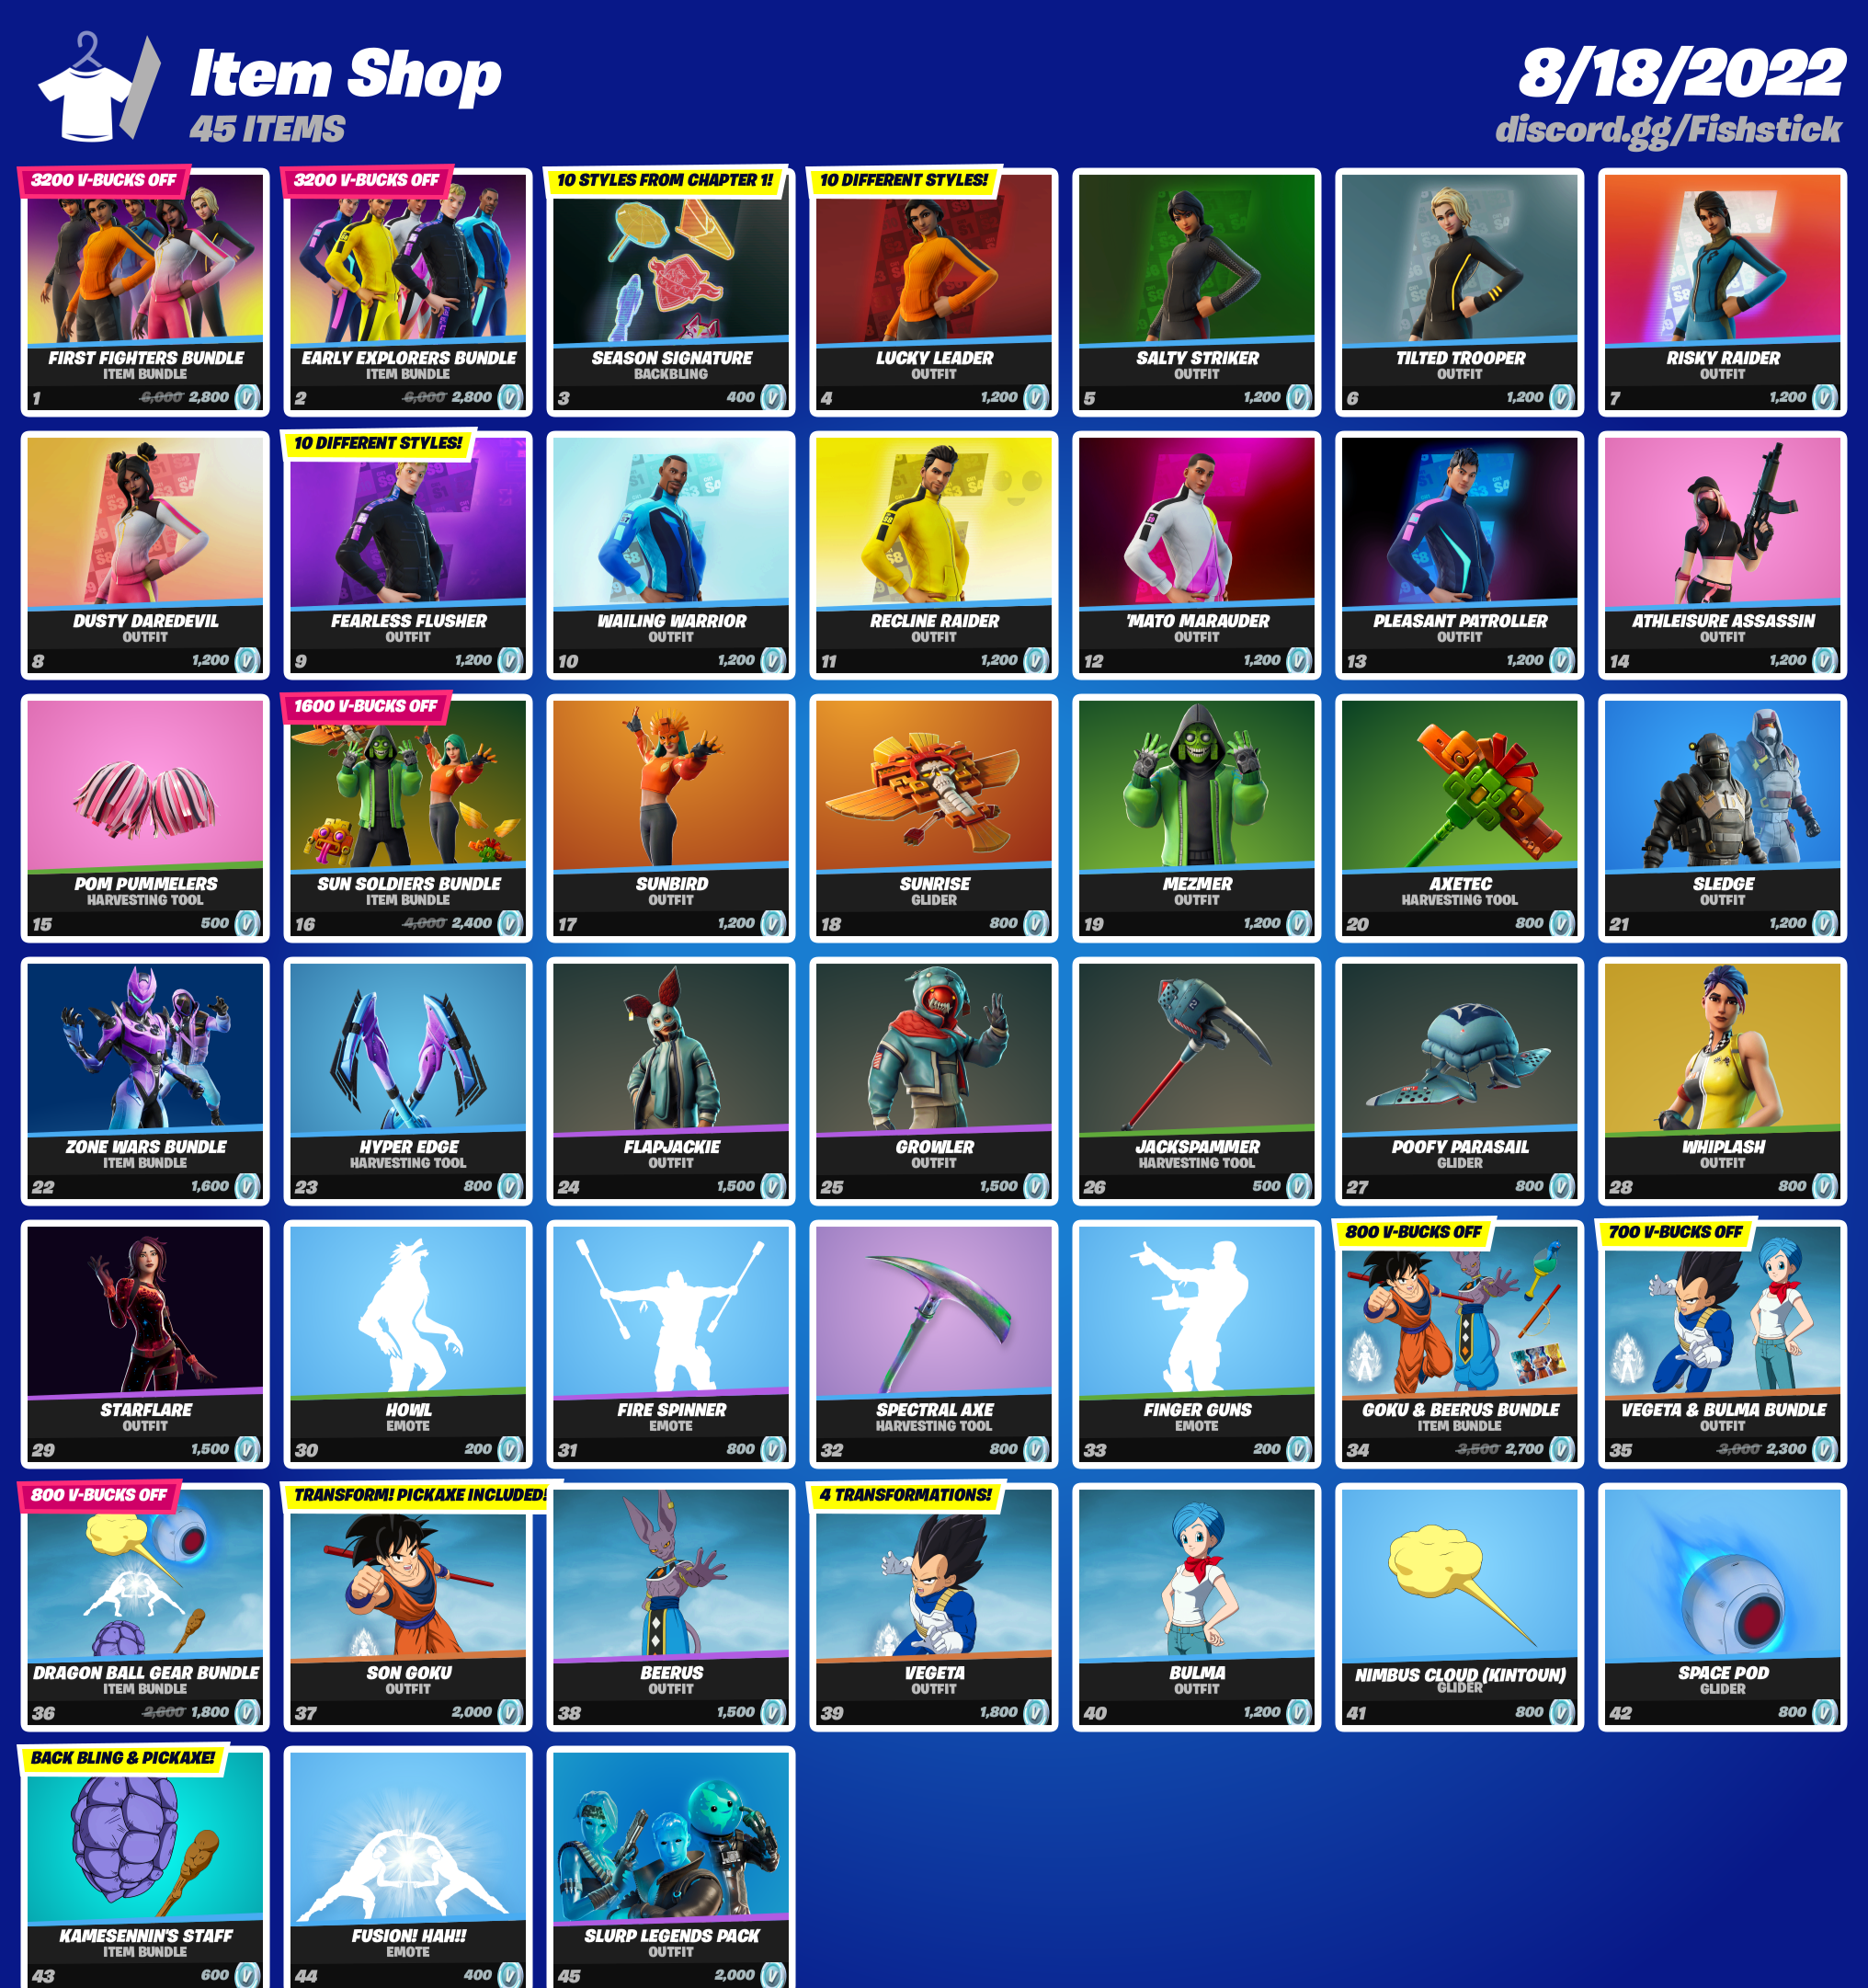 Item Shop
45 ITEMS
8/18/2022
discord.gg/Fishstick
3200 V-BUCKS OFF
FIRST FIGHTERS BUNDLE
ITEM BUNDLE
1 6,000 2,800
3200 V-BUCKS OFF
EARLY EXPLORERS BUNDLE
ITEM BUNDLE
2 6,000 2,800
10 STYLES FROM CHAPTER 1!
SEASON SIGNATURE
BACKBLING
3 400
10 DIFFERENT STYLES!
LUCKY LEADER
OUTFIT
4 1,200
SALTY STRIKER
OUTFIT
5 1,200
TILTED TROOPER
OUTFIT
6 1,200
RISKY RAIDER
OUTFIT
7 1,200
DUSTY DAREDEVIL
OUTFIT
8 1,200
10 DIFFERENT STYLES!
FEARLESS FLUSHER
OUTFIT
9 1,200
WAILING WARRIOR
OUTFIT
10 1,200
RECLINE RAIDER
OUTFIT
11 1,200
'MATO MARAUDER
OUTFIT
12 1,200
PLEASANT PATROLLER
OUTFIT
13 1,200
ATHLEISURE ASSASSIN
OUTFIT
14 1,200
POM PUMMELERS
HARVESTING TOOL
15 500
1600 V-BUCKS OFF
SUN SOLDIERS BUNDLE
ITEM BUNDLE
16 4,000 2,400
SUNBIRD
OUTFIT
17 1,200
SUNRISE
GLIDER
18 800
MEZMER
OUTFIT
19 1,200
AXETEC
HARVESTING TOOL
20 800
SLEDGE
OUTFIT
21 1,200
ZONE WARS BUNDLE
ITEM BUNDLE
22 1,600
HYPER EDGE
HARVESTING TOOL
23 800
FLAPJACKIE
OUTFIT
24 1,500
GROWLER
OUTFIT
25 1,500
JACKSPAMMER
HARVESTING TOOL
26 500
POOFY PARASAIL
GLIDER
27 800
WHIPLASH
OUTFIT
28 800
STARFLARE
OUTFIT
29 1,500
HOWL
EMOTE
30 200
FIRE SPINNER
EMOTE
31 800
SPECTRAL AXE
HARVESTING TOOL
32 800
FINGER GUNS
EMOTE
33 200
800 V-BUCKS OFF
GOKU & BEERUS BUNDLE
ITEM BUNDLE
34 3,500 2,700
700 V-BUCKS OFF
VEGETA & BULMA BUNDLE
OUTFIT
35 3,000 2,300
800 V-BUCKS OFF
DRAGON BALL GEAR BUNDLE
ITEM BUNDLE
36 2,600 1,800
TRANSFORM! PICKAXE INCLUDED!
SON GOKU
OUTFIT
37 2,000
BEERUS
OUTFIT
38 1,500
4 TRANSFORMATIONS!
VEGETA
OUTFIT
39 1,800
BULMA
OUTFIT
40 1,200
NIMBUS CLOUD (KINTOUN)
GLIDER
41 800
SPACE POD
GLIDER
42 800
BACK BLING & PICKAXE!
KAMESENNIN'S STAFF
ITEM BUNDLE
43 600
FUSION! HAH!!
EMOTE
44 400
SLURP LEGENDS PACK
OUTFIT
45 2,000